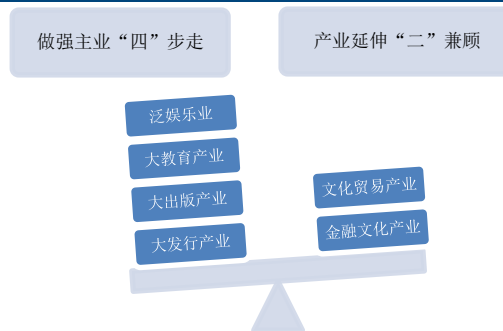 做强主业“四”步走
产业延伸“二”兼顾
泛娱乐业
大教育产业
大出版产业
大发行产业
文化贸易产业
金融文化产业